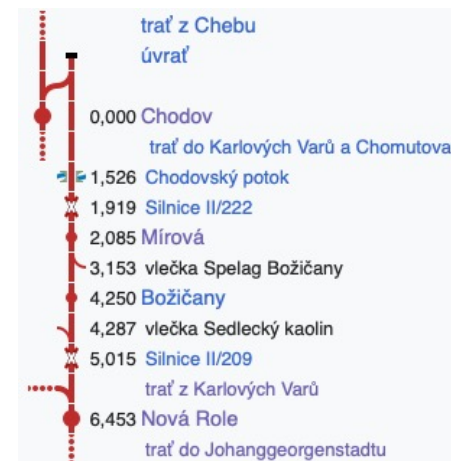 trať z Chebu
úvrať
0,000 Chodov
trať do Karlových Varů a Chomutova
1,526 Chodovský potok
1,919 Silnice II/222
2,085 Mírová
3,153 vlečka Spelag Božičany
4,250 Božičany
4,287 vlečka Sedlecký kaolin
5,015 Silnice II/209
trať z Karlových Varů
6,453 Nová Role
trať do Johanggeorgenstadtu